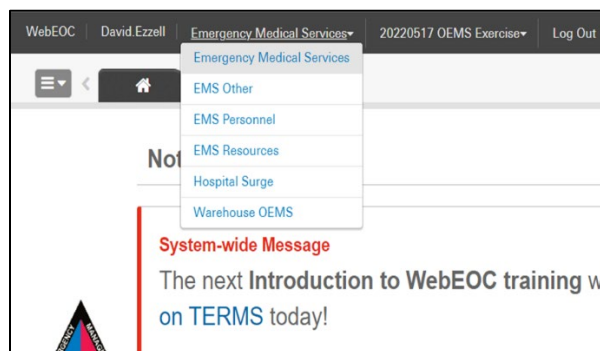 WebEOC David.Ezzell Emergency Medical Services 20220517 OEMS Exercise Log Out
Emergency Medical Services
EMS Other
EMS Personnel
EMS Resources
Hospital Surge
Warehouse OEMS
Not
System-wide Message
The next Introduction to WebEOC training w
on TERMS today!